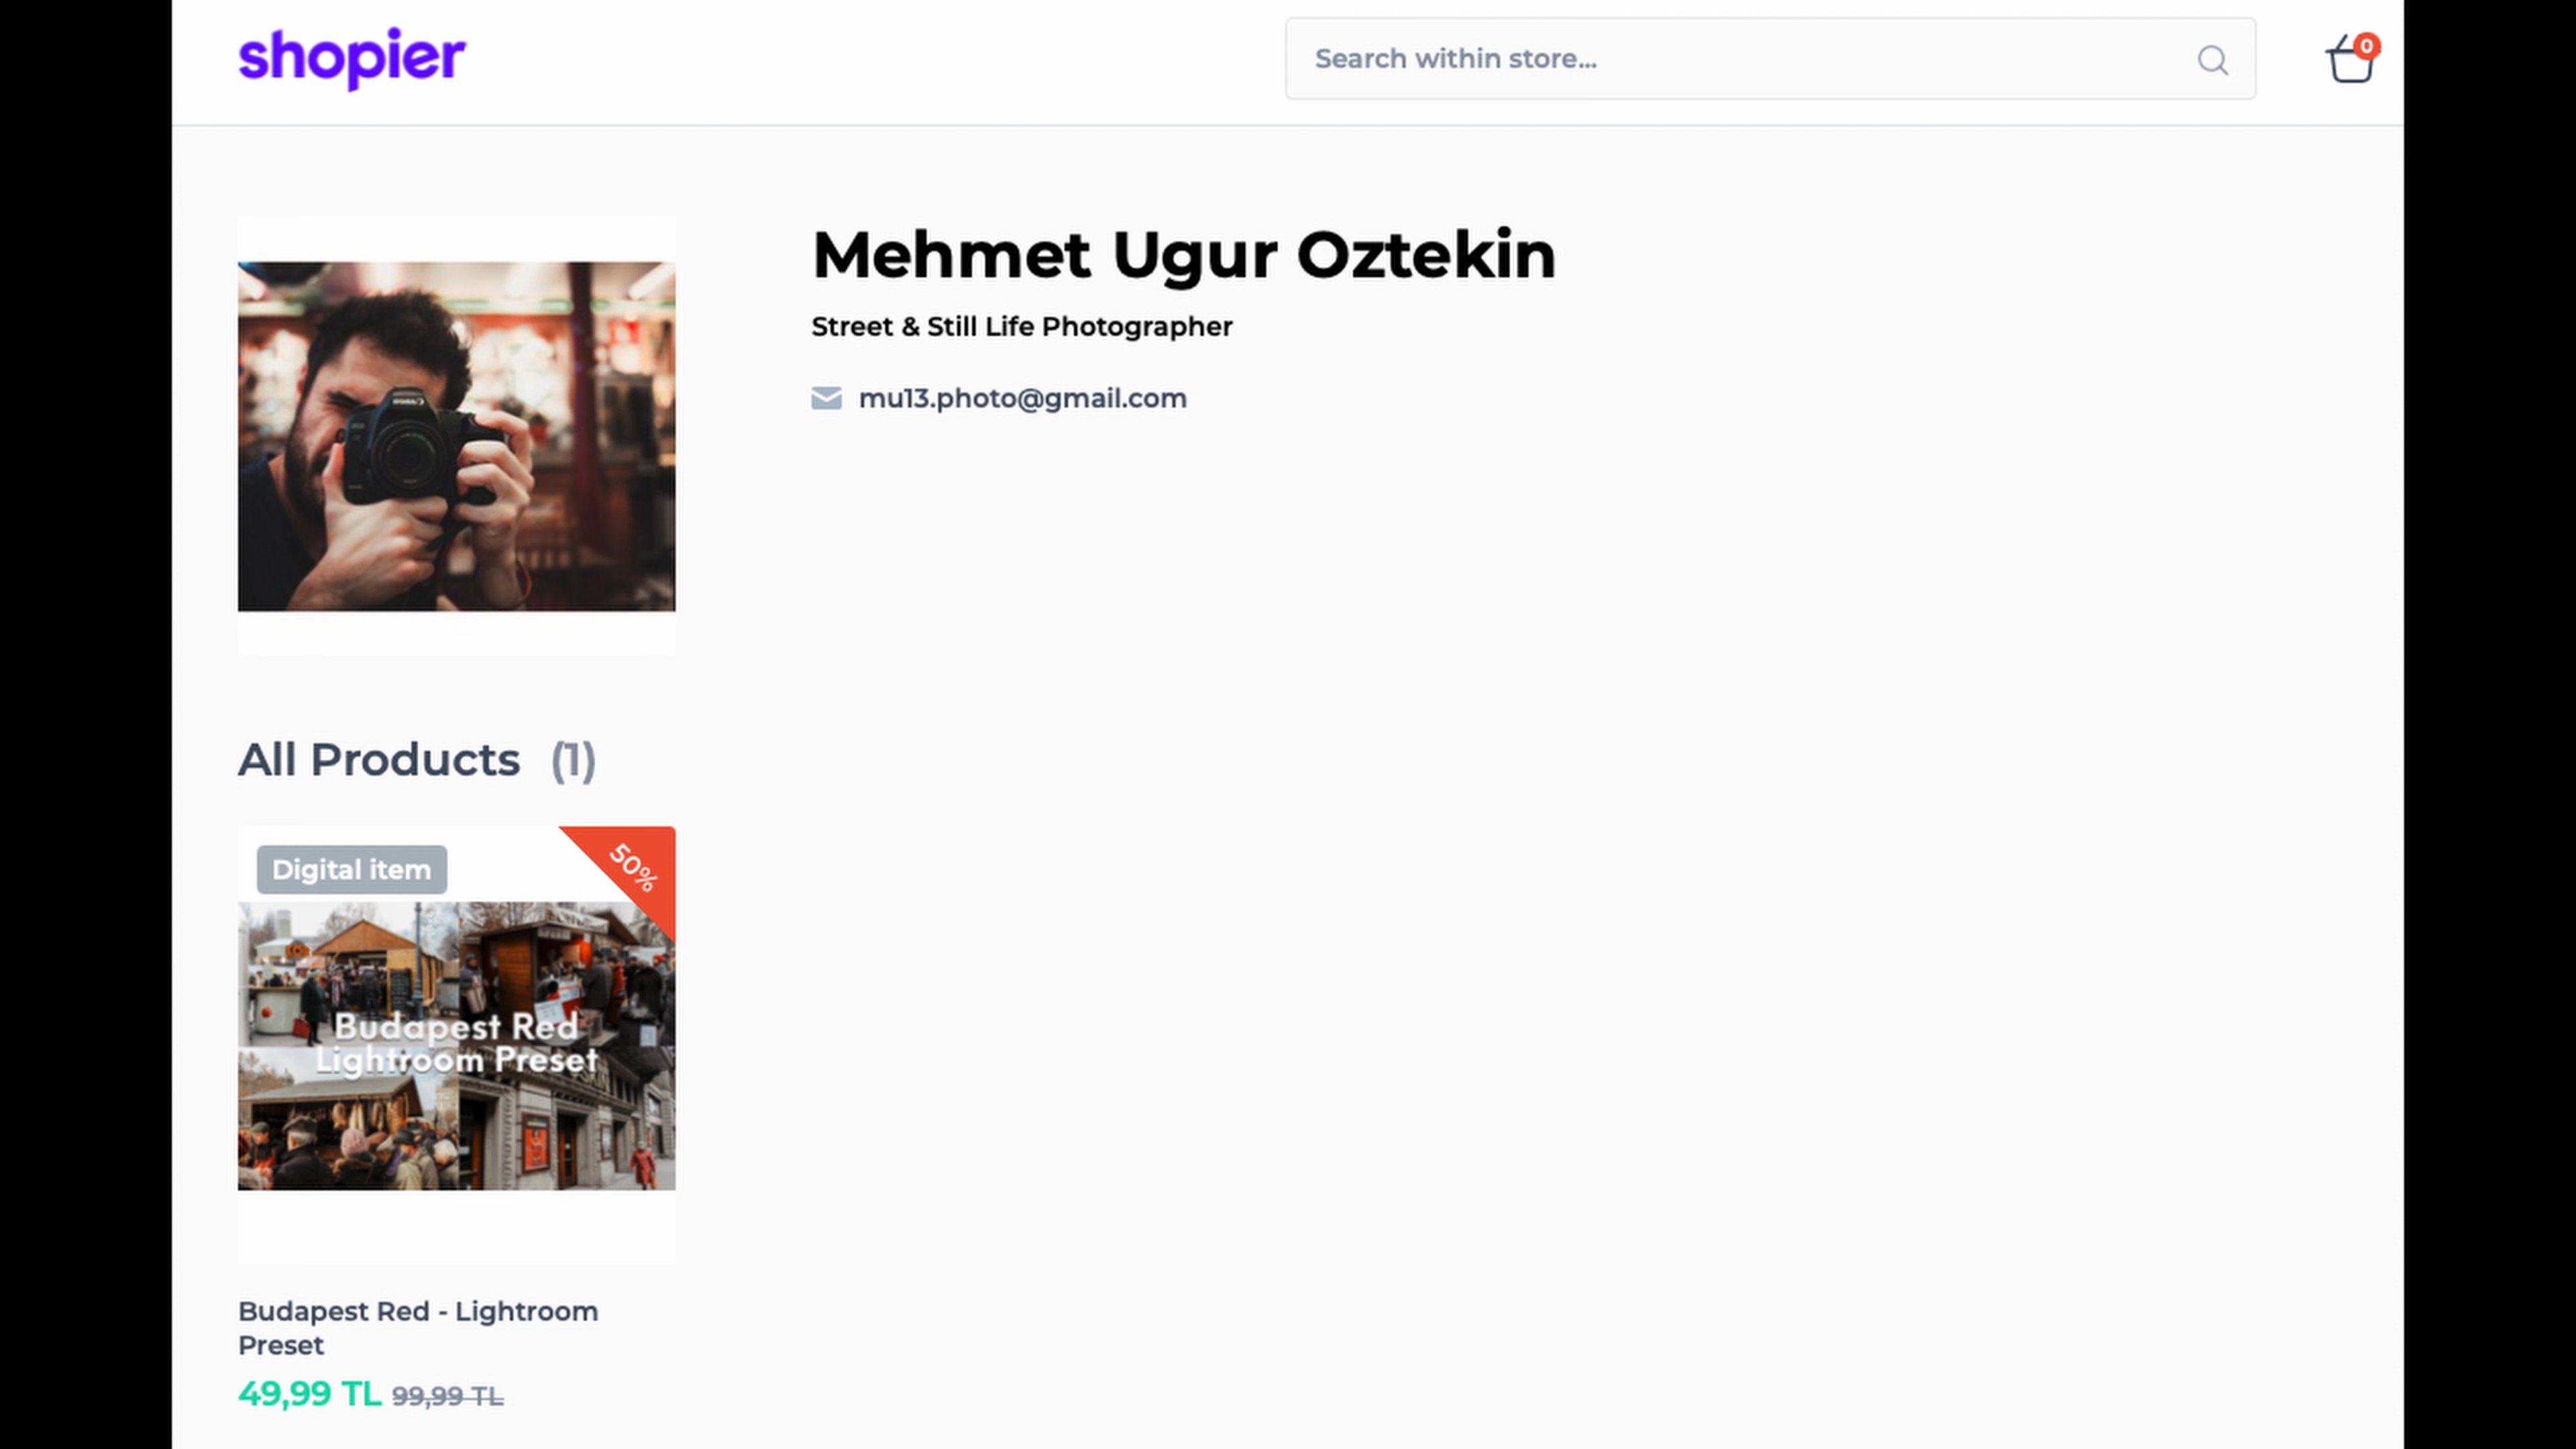 shopier
Search within store...
0
Mehmet Ugur Oztekin
Street & Still Life Photographer
mu13.photo@gmail.com
All Products (1)
Digital item
50%
Budapest Red
Lightroom Preset
Budapest Red - Lightroom
Preset
49,99 TL 99,99 TL